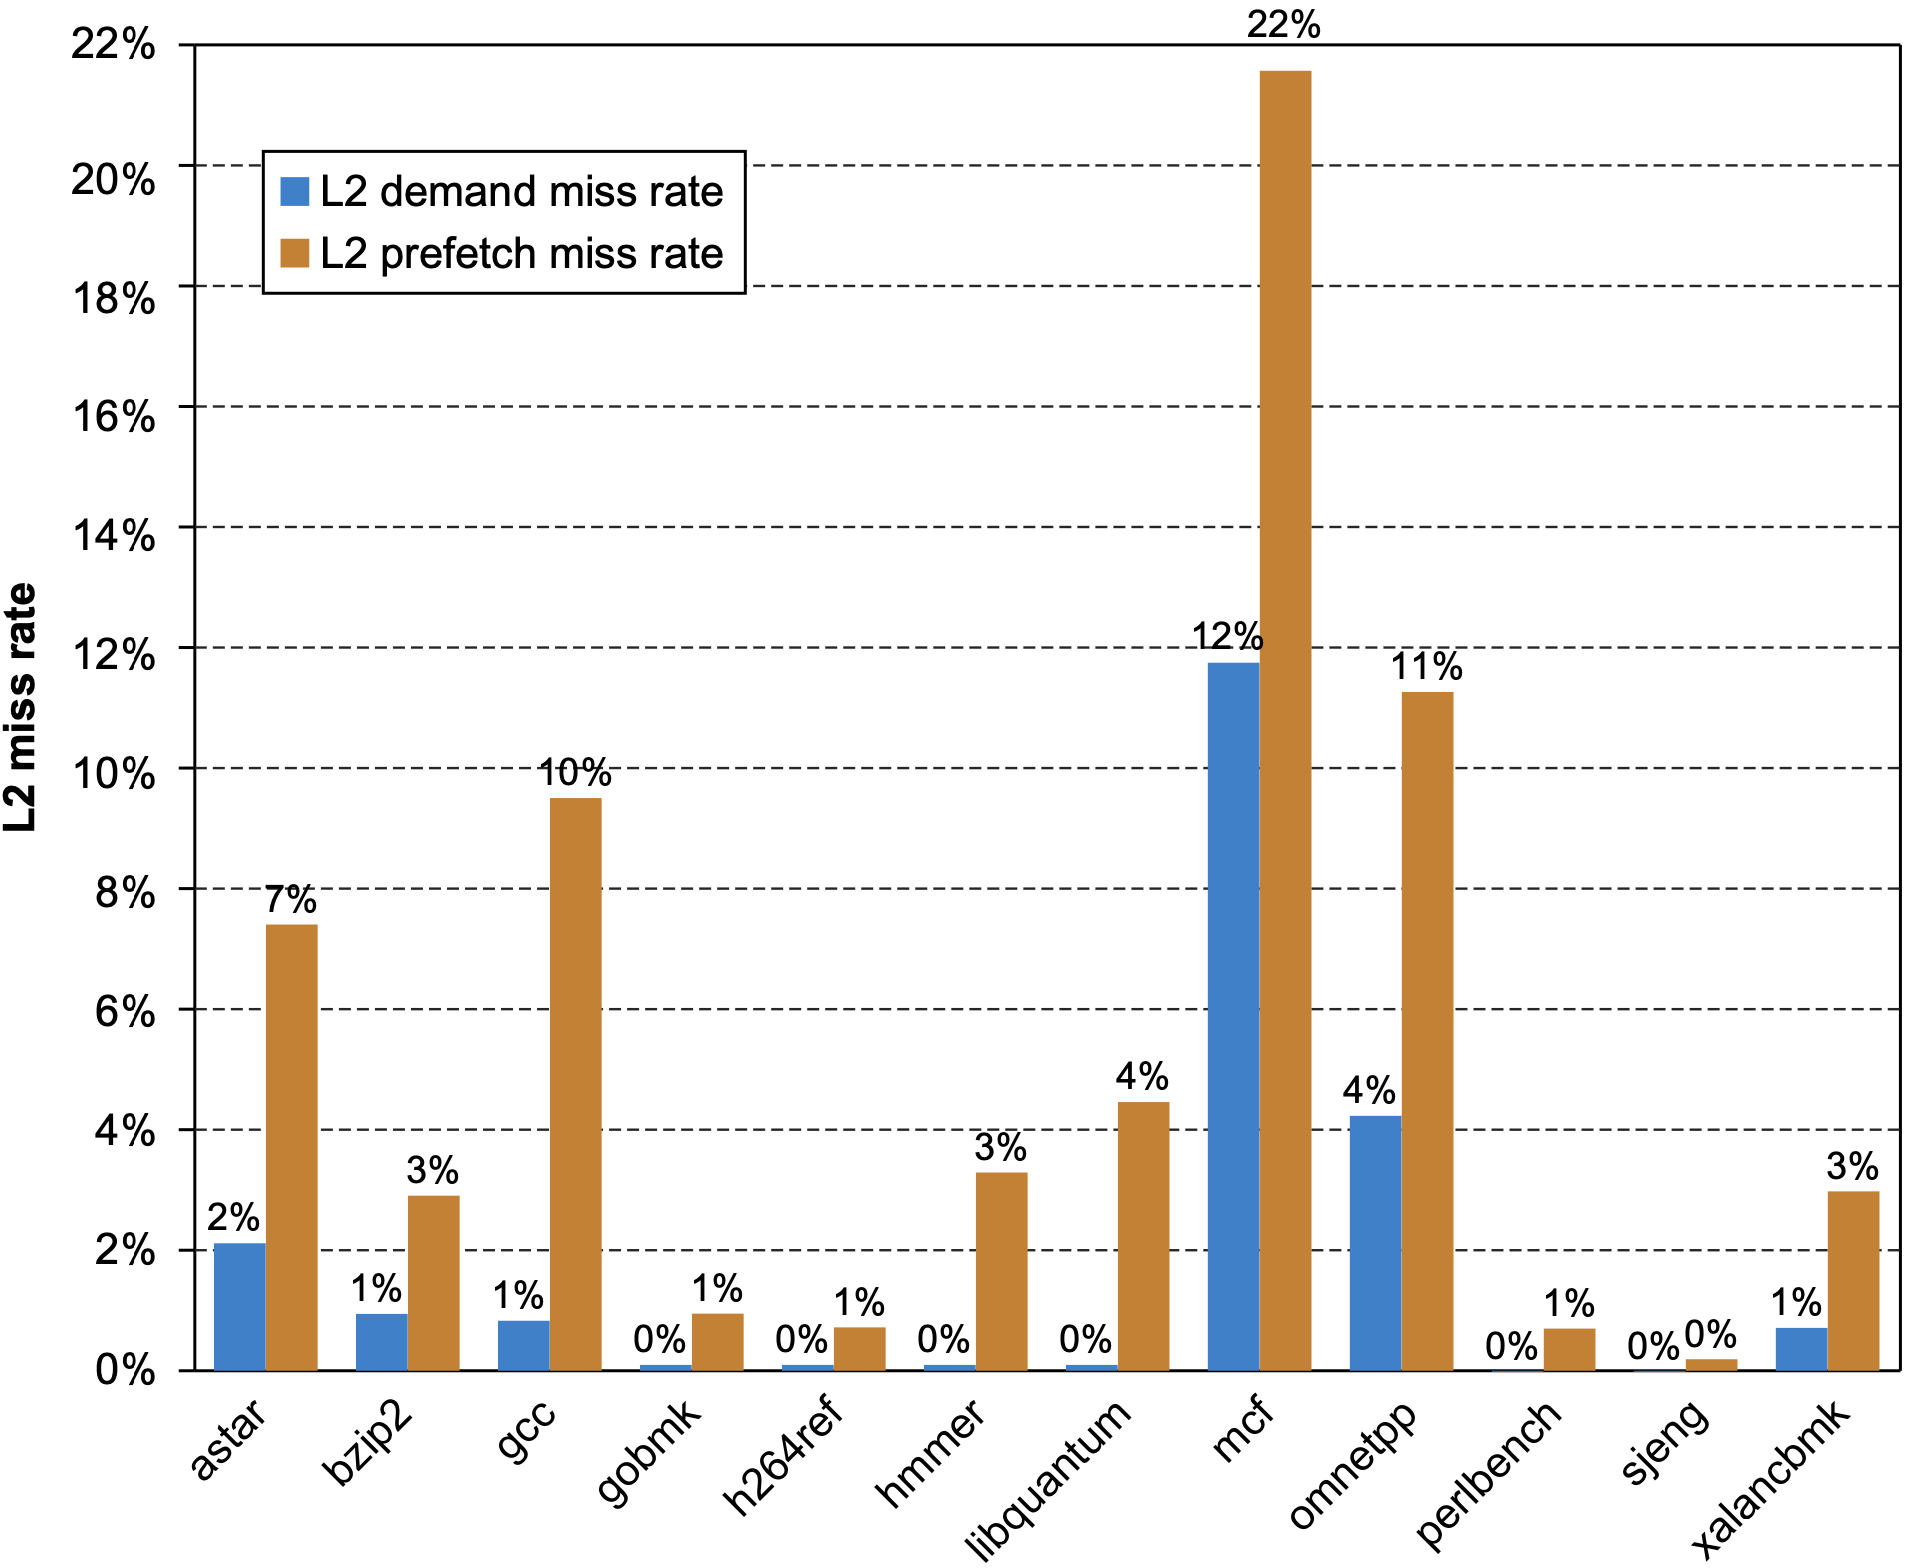 22%
22%
20%
18%
16%
14%
12%
10%
8%
6%
4%
2%
0%
L2 miss rate
L2 demand miss rate
L2 prefetch miss rate
2%
7%
1%
3%
1%
10%
0%
1%
0%
1%
0%
3%
0%
4%
12%
4%
11%
0%
1%
0%
0%
1%
3%
astar
bzip2
gcc
gobmk
h264ref
hmmer
libquantum
mcf
omnetpp
perlbench
sjeng
xalancbmk